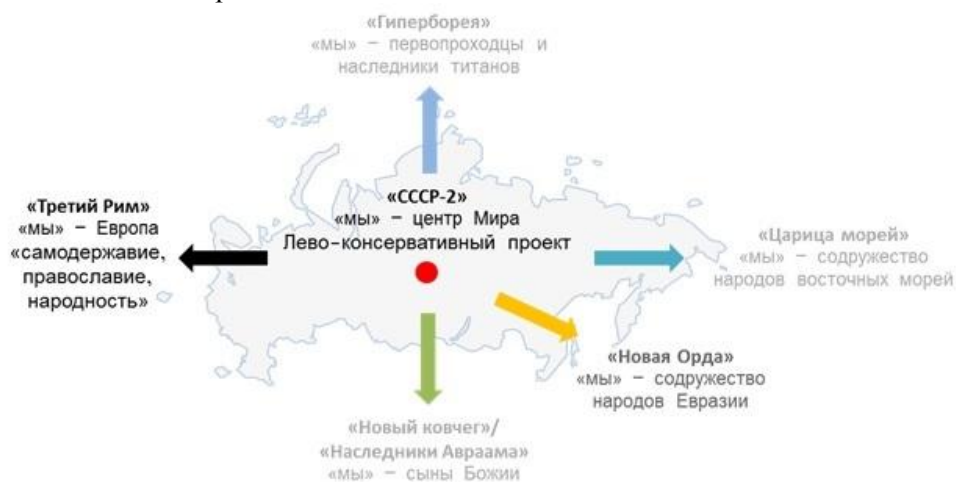 «Гиперборея»
«мы» – первопроходцы и
наследники титанов
«СССР-2»
«мы» – центр Мира
Лево-консервативный проект
«Третий Рим»
«мы» – Европа
«самодержавие,
православие,
народность»
«Царица морей»
«мы» – содружество
народов восточных морей
«Новая Орда»
«мы» – содружество
народов Евразии
«Новый ковчег»/
«Наследники Авраама»
«мы» – сыны Божии